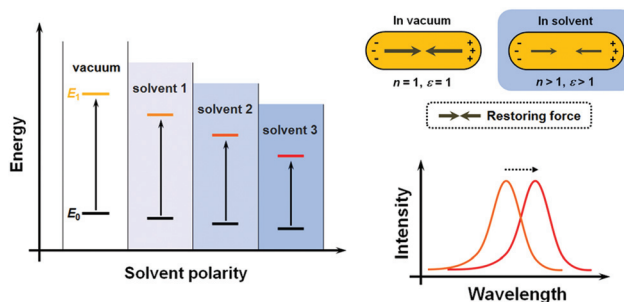 Energy
vacuum
E1
E0
solvent 1
solvent 2
solvent 3
Solvent polarity
In vacuum
- - -
+ + +
n = 1, ε = 1
In solvent
- - -
+ + +
n > 1, ε > 1
Restoring force
Intensity
Wavelength